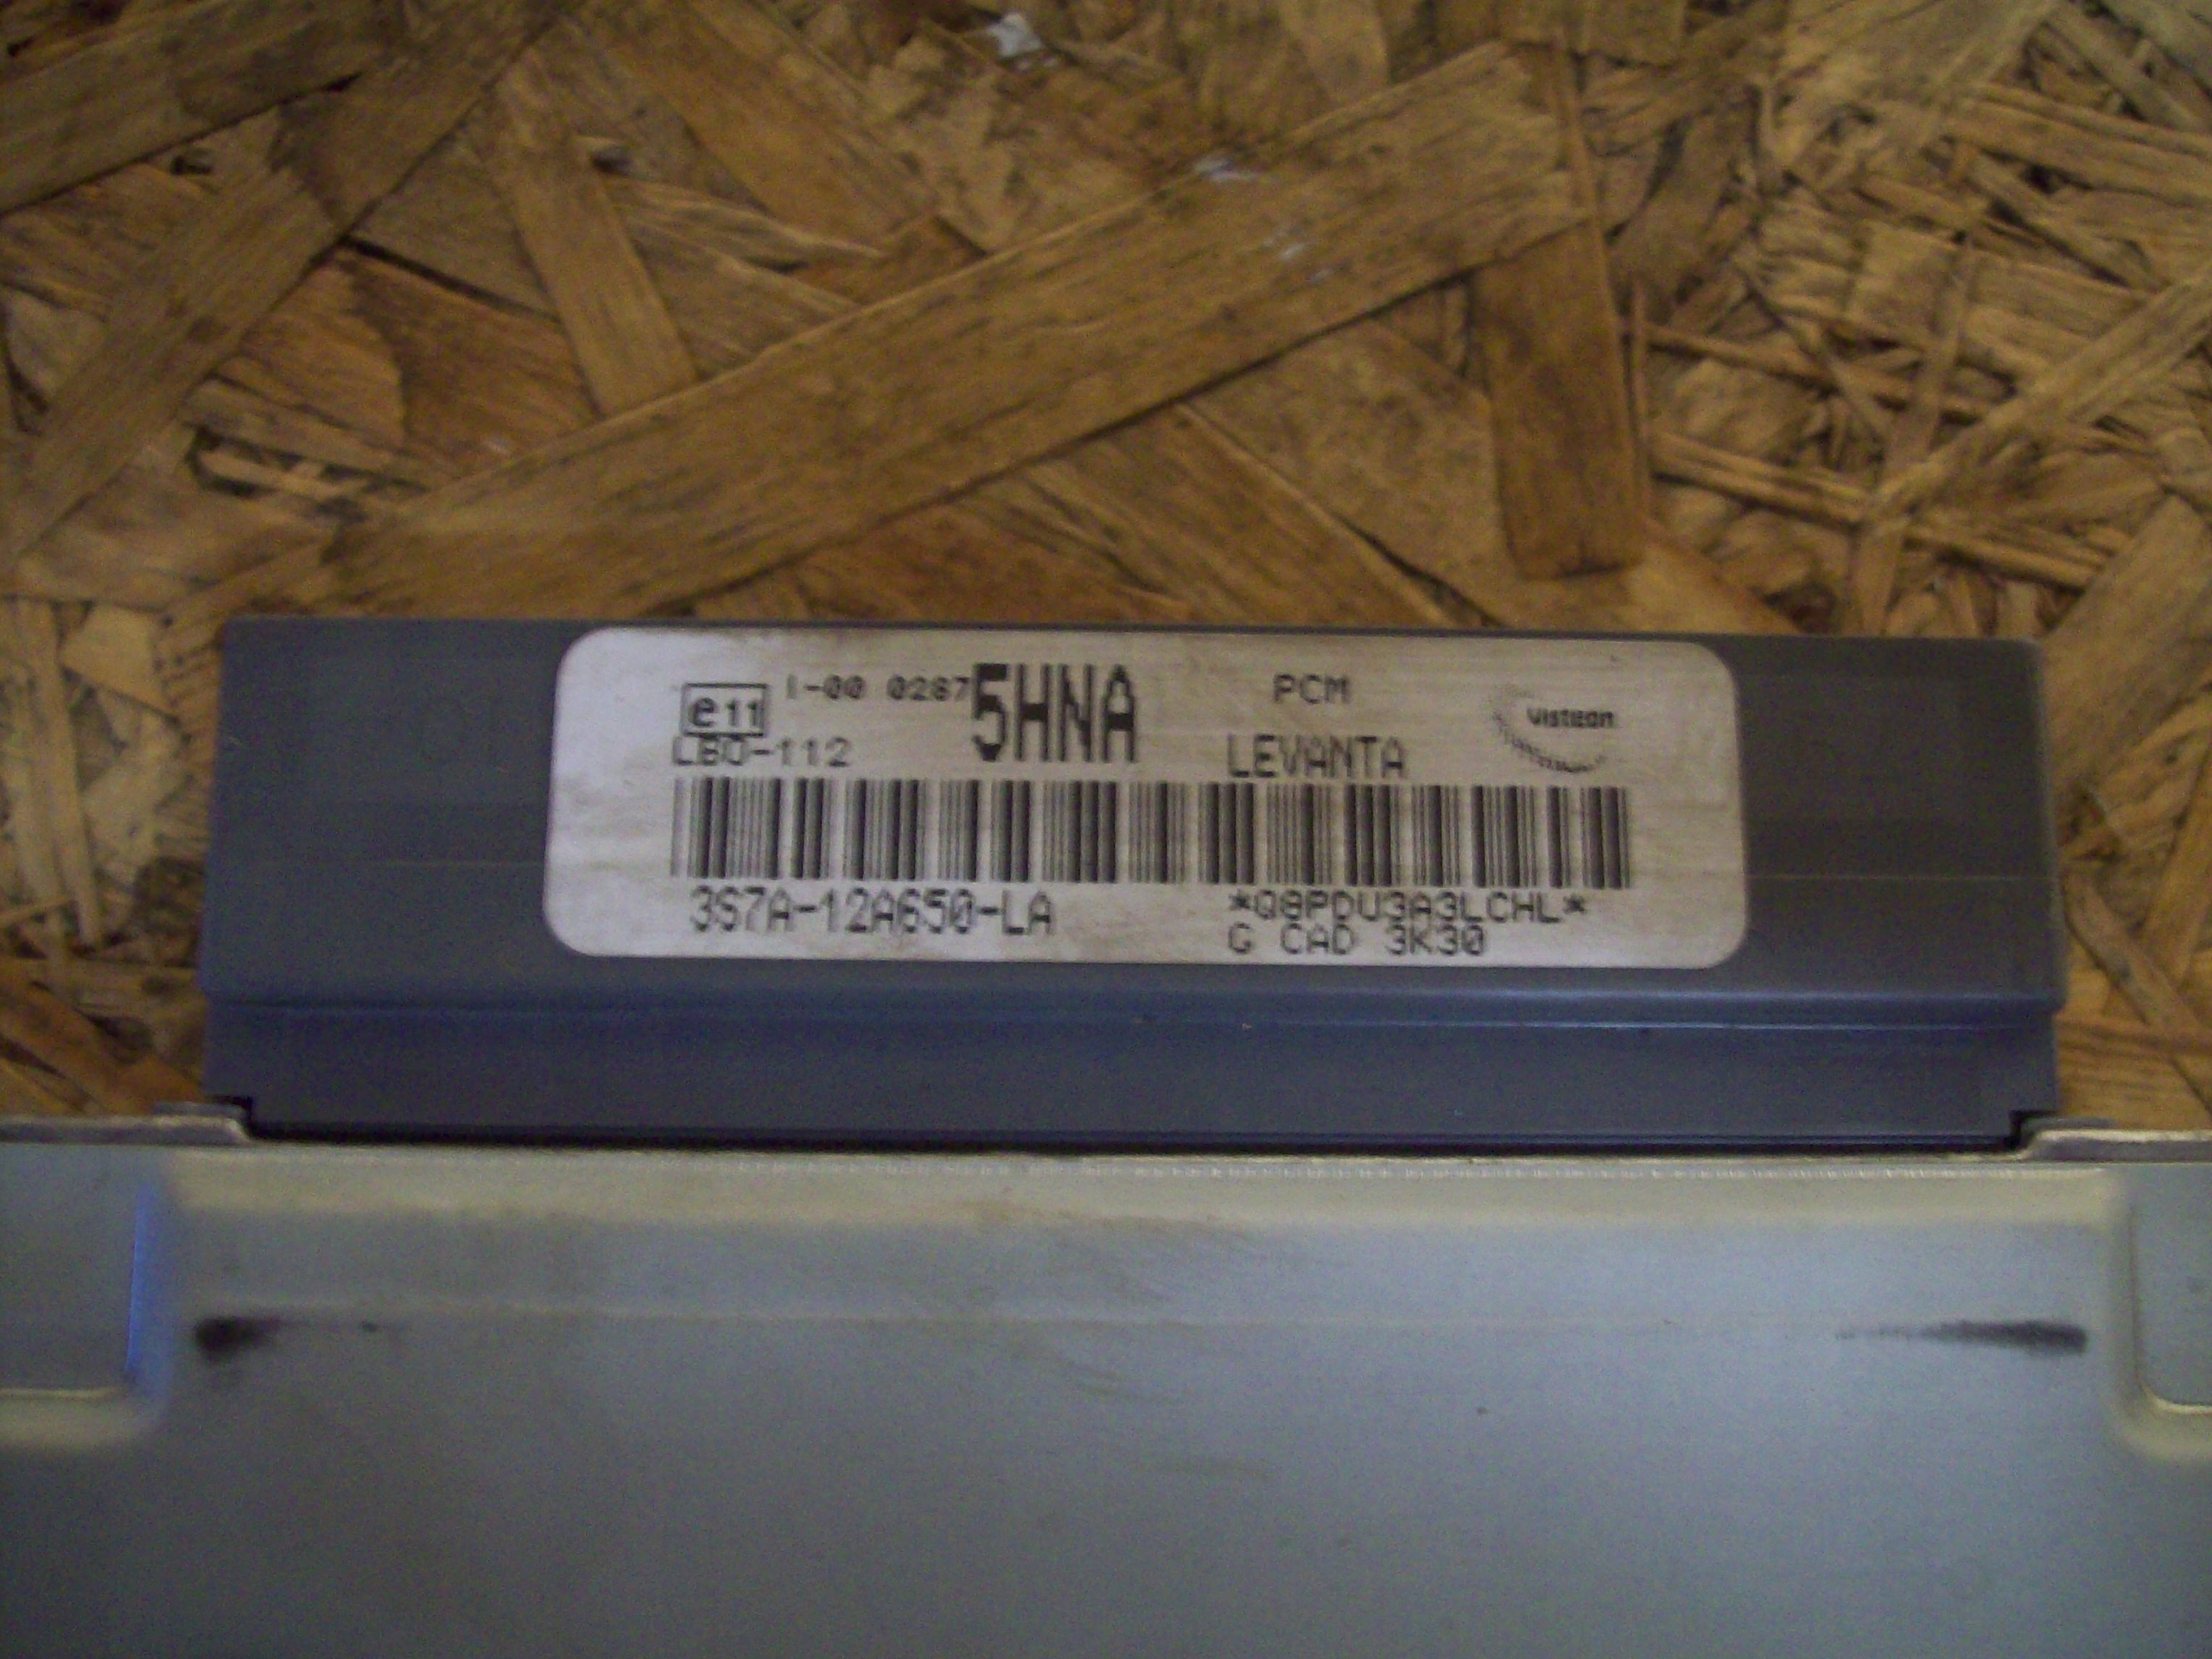 e11 1-00 0287 5HNA PCM VISTEON
LBO-112 LEVANTA
3S7A-12A650-LA *Q8PDU3A3LCHL*
G CAD 3K30